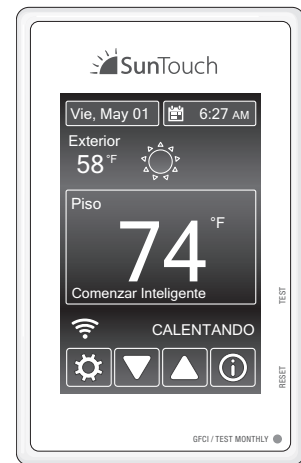 SunTouch
Vie, May 01
6:27 AM
Exterior
58°F
Piso
74°F
Comenzar Inteligente
CALENTANDO
TEST
RESET
GFCI / TEST MONTHLY